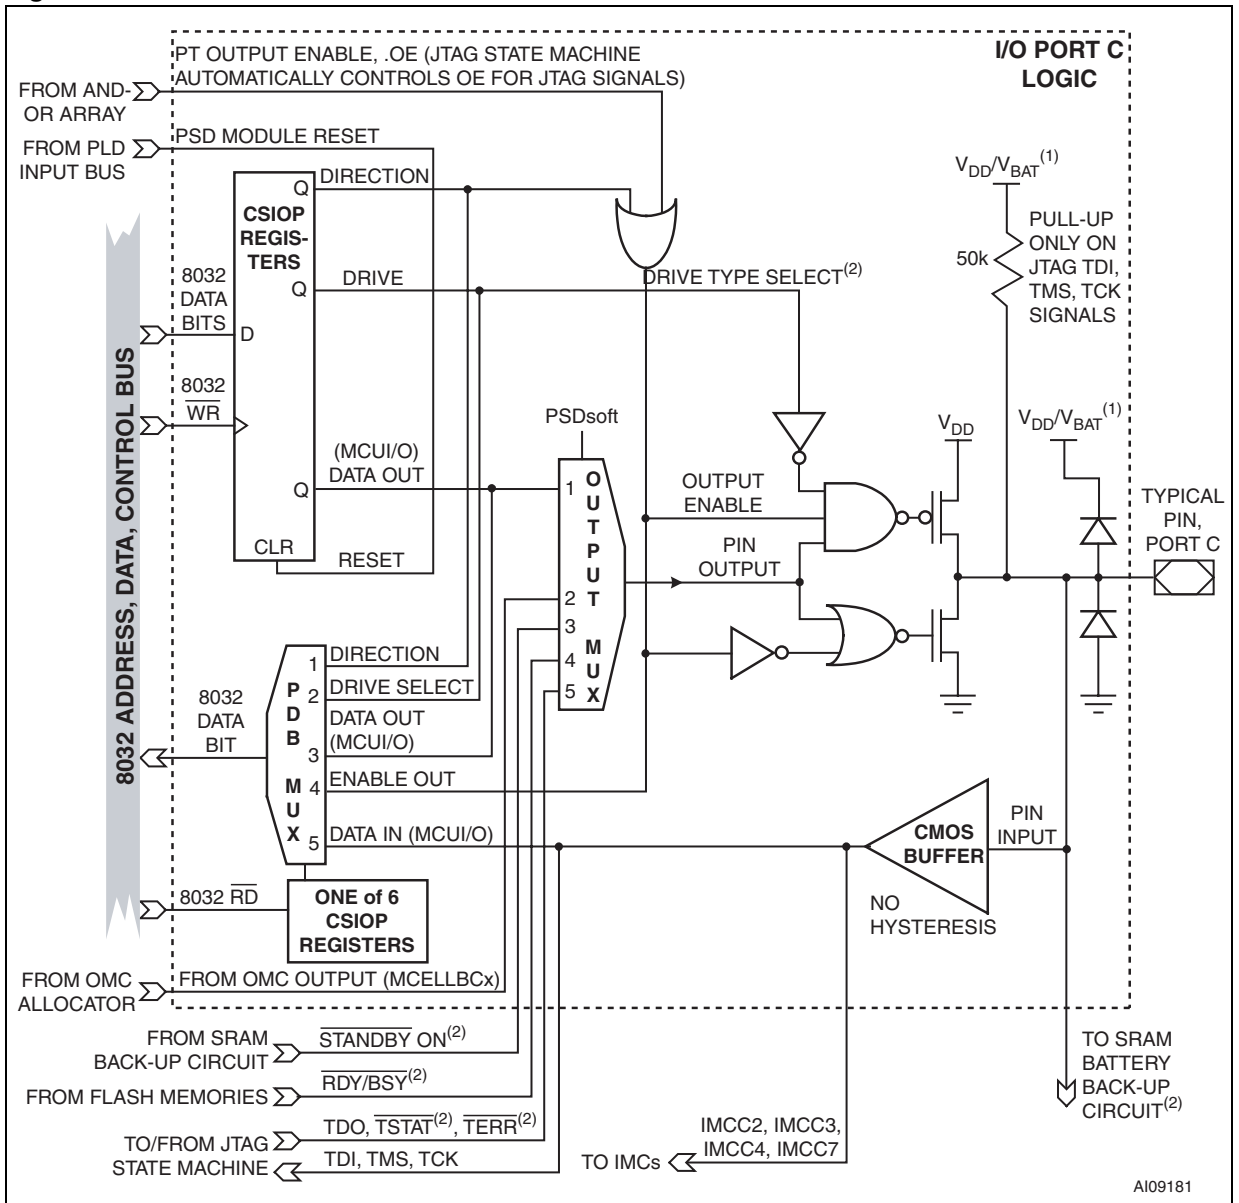 PT OUTPUT ENABLE, .OE (JTAG STATE MACHINE
AUTOMATICALLY CONTROLS OE FOR JTAG SIGNALS)
I/O PORT C
LOGIC
FROM AND-
OR ARRAY
PSD MODULE RESET
FROM PLD
INPUT BUS
DIRECTION
Q
CSIOP
REGIS-
TERS
VDD/VBAT(1)
PULL-UP
ONLY ON
JTAG TDI,
TMS, TCK
SIGNALS
50k
DRIVE
Q
DRIVE TYPE SELECT(2)
8032
DATA
BITS
D
8032 ADDRESS, DATA, CONTROL BUS
8032
WR
PSDsoft
VDD
VDD/VBAT(1)
(MCUI/O)
DATA OUT
Q
1
OUTPUT MUX
OUTPUT
ENABLE
TYPICAL
PIN,
PORT C
CLR
RESET
PIN
OUTPUT
2
3
4
5
1
DIRECTION
PDB MUX
2
DRIVE SELECT
8032
DATA
BIT
DATA OUT
(MCUI/O)
3
4
ENABLE OUT
5
DATA IN (MCUI/O)
CMOS
BUFFER
PIN
INPUT
NO
HYSTERESIS
8032 RD
ONE of 6
CSIOP
REGISTERS
FROM OMC
ALLOCATOR
FROM OMC OUTPUT (MCELLBCx)
FROM SRAM
BACK-UP CIRCUIT
STANDBY ON(2)
TO SRAM
BATTERY
BACK-UP
CIRCUIT(2)
FROM FLASH MEMORIES
RDY/BSY(2)
TO/FROM JTAG
STATE MACHINE
TDO, TSTAT(2), TERR(2)
TDI, TMS, TCK
IMCC2, IMCC3,
IMCC4, IMCC7
TO IMCs
AI09181